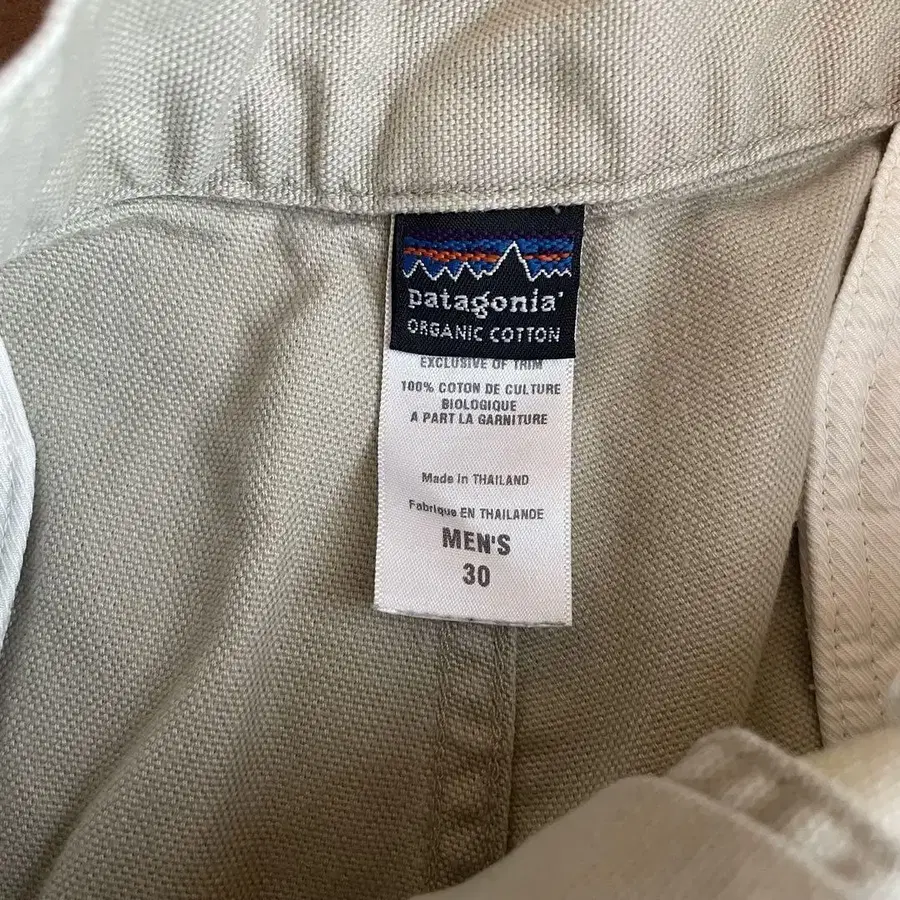 patagonia®
ORGANIC COTTON
EXCLUSIVE OF TRIM
100% COTON DE CULTURE
BIOLOGIQUE
A PART LA GARNITURE
Made in THAILAND
Fabrique EN THAILANDE
MEN'S
30